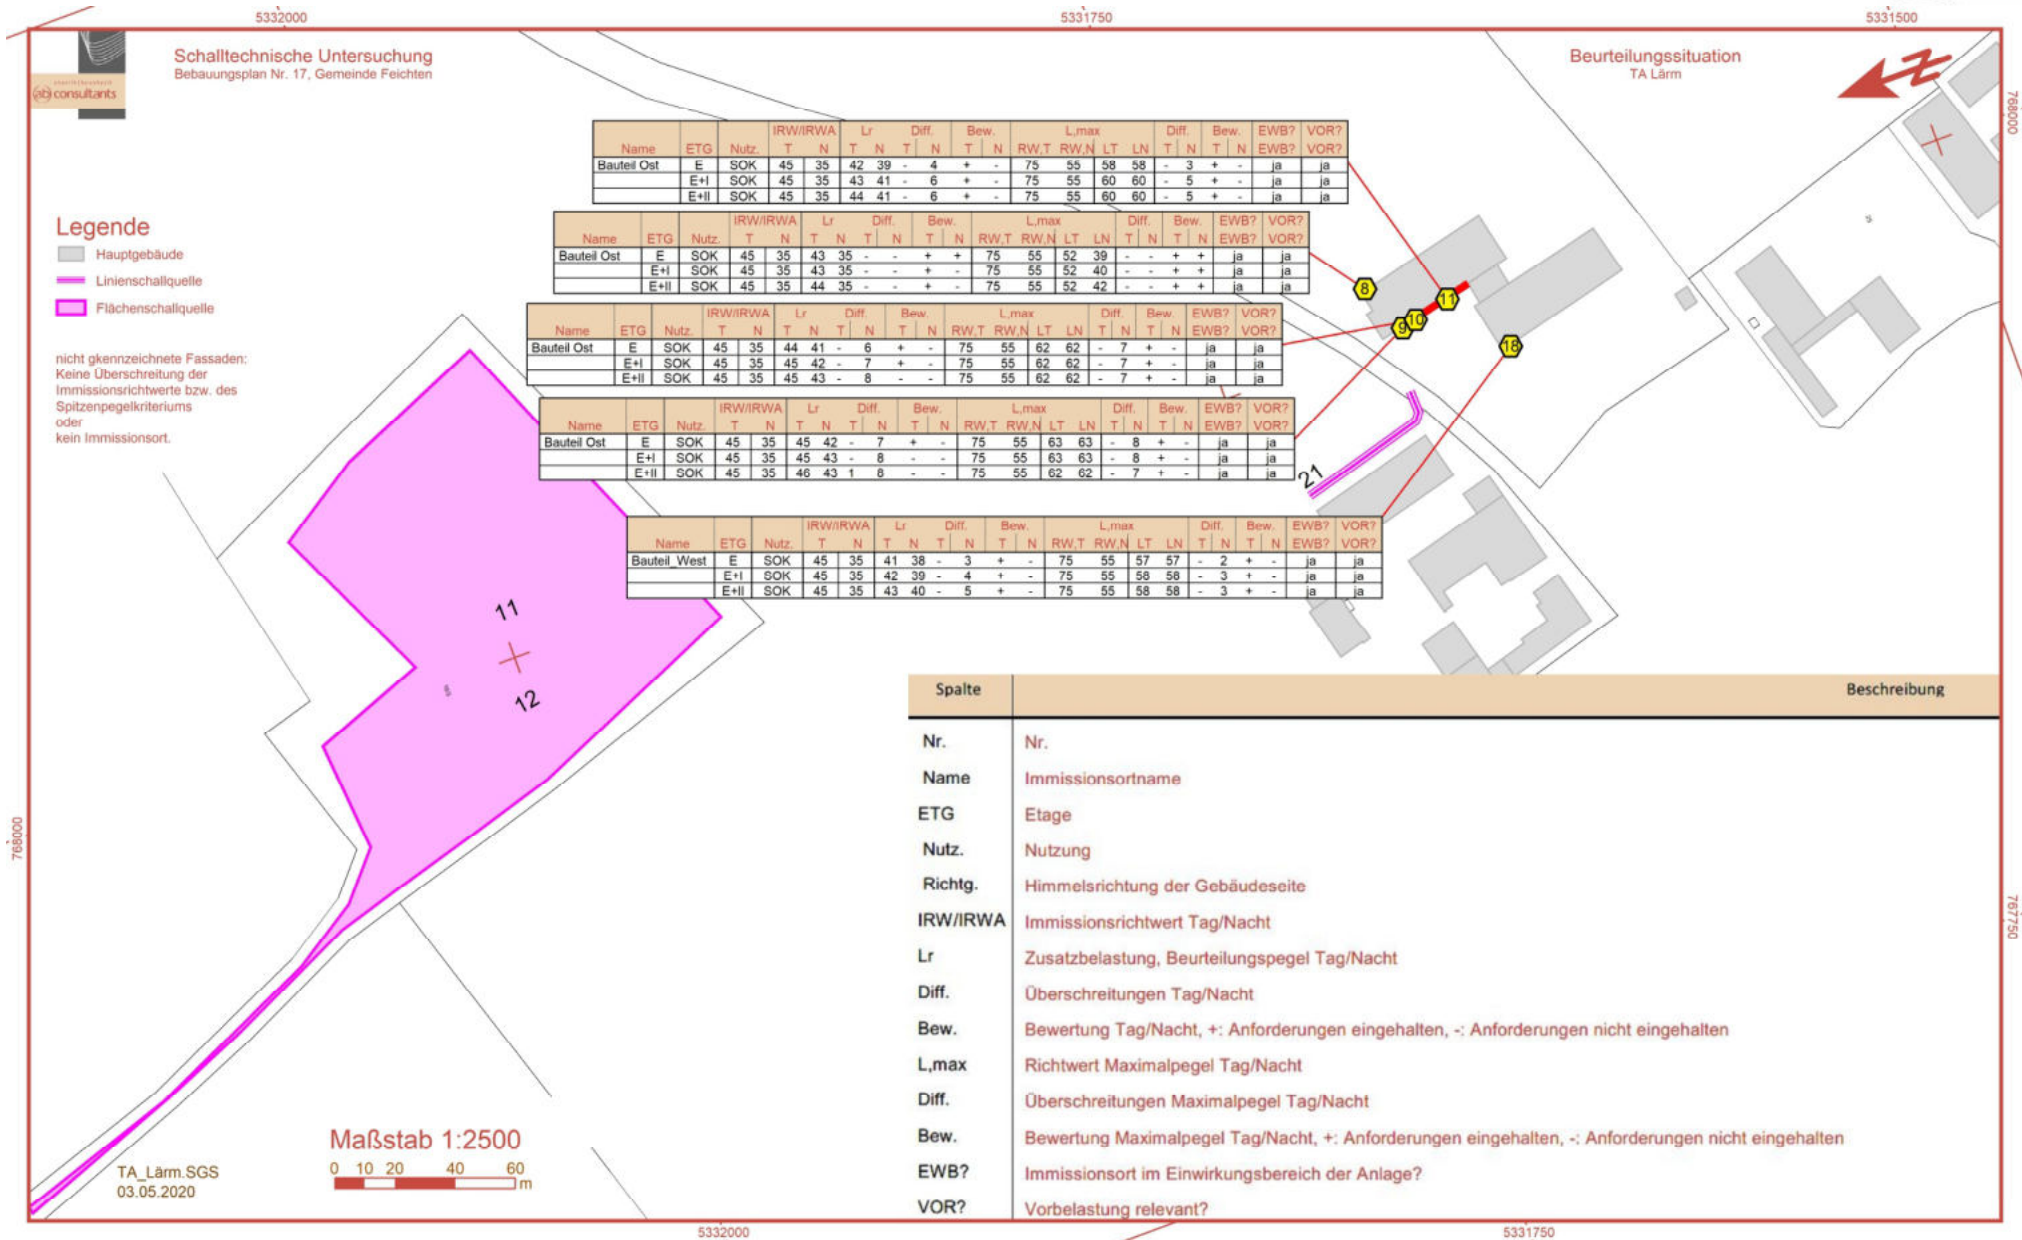 5332000 5331750 5331500
Schalltechnische Untersuchung
Bebauungsplan Nr. 17, Gemeinde Feichten
Beurteilungssituation
TA Lärm
consultants
768000
IRW/IRWA Lr Diff. Bew. L,max Diff. Bew. EWB? VOR?
Name ETG Nutz. T N T N T N T N RW,T RW,N LT LN T N T N EWB? VOR?
Bauteil Ost E SOK 45 35 42 39 - 4 + - 75 55 58 58 - 3 + - ja ja
E+I SOK 45 35 43 41 - 6 + - 75 55 60 60 - 5 + - ja ja
E+II SOK 45 35 44 41 - 6 + - 75 55 60 60 - 5 + - ja ja
IRW/IRWA Lr Diff. Bew. L,max Diff. Bew. EWB? VOR?
Name ETG Nutz. T N T N T N T N RW,T RW,N LT LN T N T N EWB? VOR?
Bauteil Ost E SOK 45 35 43 35 - - + + 75 55 52 39 - - + + ja ja
E+I SOK 45 35 43 35 - - + - 75 55 52 40 - - + + ja ja
E+II SOK 45 35 44 35 - - + - 75 55 52 42 - - + + ja ja
IRW/IRWA Lr Diff. Bew. L,max Diff. Bew. EWB? VOR?
Name ETG Nutz. T N T N T N T N RW,T RW,N LT LN T N T N EWB? VOR?
Bauteil Ost E SOK 45 35 44 41 - 6 + - 75 55 62 62 - 7 + - ja ja
E+I SOK 45 35 45 42 - 7 + - 75 55 62 62 - 7 + - ja ja
E+II SOK 45 35 45 43 - 8 - - 75 55 62 62 - 7 + - ja ja
IRW/IRWA Lr Diff. Bew. L,max Diff. Bew. EWB? VOR?
Name ETG Nutz. T N T N T N T N RW,T RW,N LT LN T N T N EWB? VOR?
Bauteil Ost E SOK 45 35 45 42 - 7 + - 75 55 63 63 - 8 + - ja ja
E+I SOK 45 35 45 43 - 8 - - 75 55 63 63 - 8 + - ja ja
E+II SOK 45 35 46 43 1 8 - - 75 55 62 62 - 7 + - ja ja
IRW/IRWA Lr Diff. Bew. L,max Diff. Bew. EWB? VOR?
Name ETG Nutz. T N T N T N T N RW,T RW,N LT LN T N T N EWB? VOR?
Bauteil_West E SOK 45 35 41 38 - 3 + - 75 55 57 57 - 2 + - ja ja
E+I SOK 45 35 42 39 - 4 + - 75 55 58 58 - 3 + - ja ja
E+II SOK 45 35 43 40 - 5 + - 75 55 58 58 - 3 + - ja ja
Legende
Hauptgebäude
Linienschallquelle
Flächenschallquelle
nicht gkennzeichnete Fassaden:
Keine Überschreitung der
Immissionsrichtwerte bzw. des
Spitzenpegelkriteriums
oder
kein Immissionsort.
8
11
9
10
18
21
11
12
Spalte Beschreibung
Nr. Nr.
Name Immissionsortname
ETG Etage
Nutz. Nutzung
Richtg. Himmelsrichtung der Gebäudeseite
IRW/IRWA Immissionsrichtwert Tag/Nacht
Lr Zusatzbelastung, Beurteilungspegel Tag/Nacht
Diff. Überschreitungen Tag/Nacht
Bew. Bewertung Tag/Nacht, +: Anforderungen eingehalten, -: Anforderungen nicht eingehalten
L,max Richtwert Maximalpegel Tag/Nacht
Diff. Überschreitungen Maximalpegel Tag/Nacht
Bew. Bewertung Maximalpegel Tag/Nacht, +: Anforderungen eingehalten, -: Anforderungen nicht eingehalten
EWB? Immissionsort im Einwirkungsbereich der Anlage?
VOR? Vorbelastung relevant?
768000
767750
Maßstab 1:2500
0 10 20 40 60
m
TA_Lärm.SGS
03.05.2020
5332000 5331750